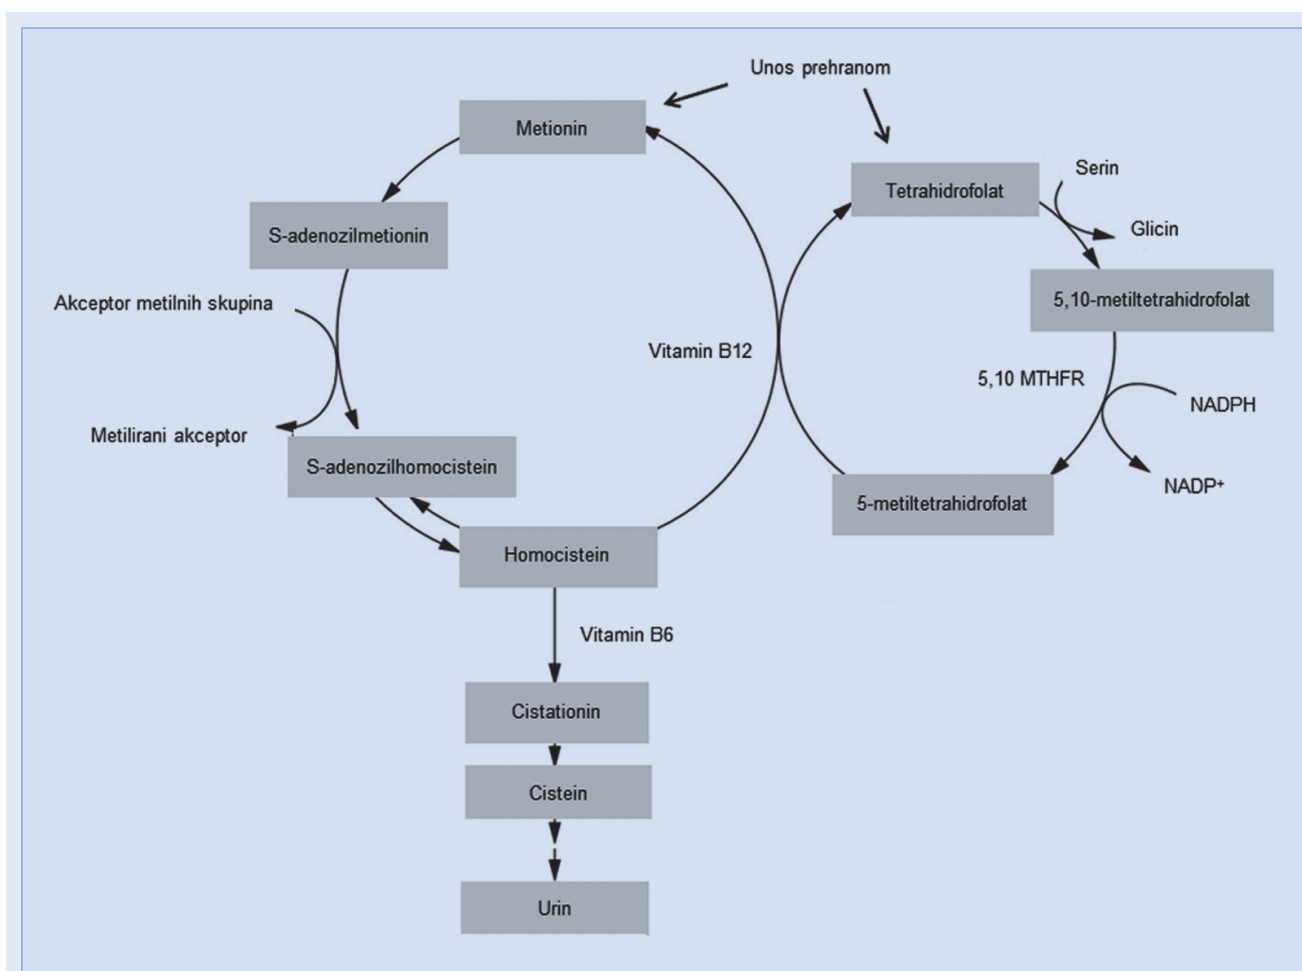 Unos prehranom
Metionin
Tetrahidrofolat
Serin
Glicin
S-adenozilmetionin
5,10-metiltetrahidrofolat
Akceptor metilnih skupina
Vitamin B12
5,10 MTHFR
NADPH
Metilirani akceptor
S-adenozilhomocistein
NADP⁺
5-metiltetrahidrofolat
Homocistein
Vitamin B6
Cistationin
Cistein
Urin